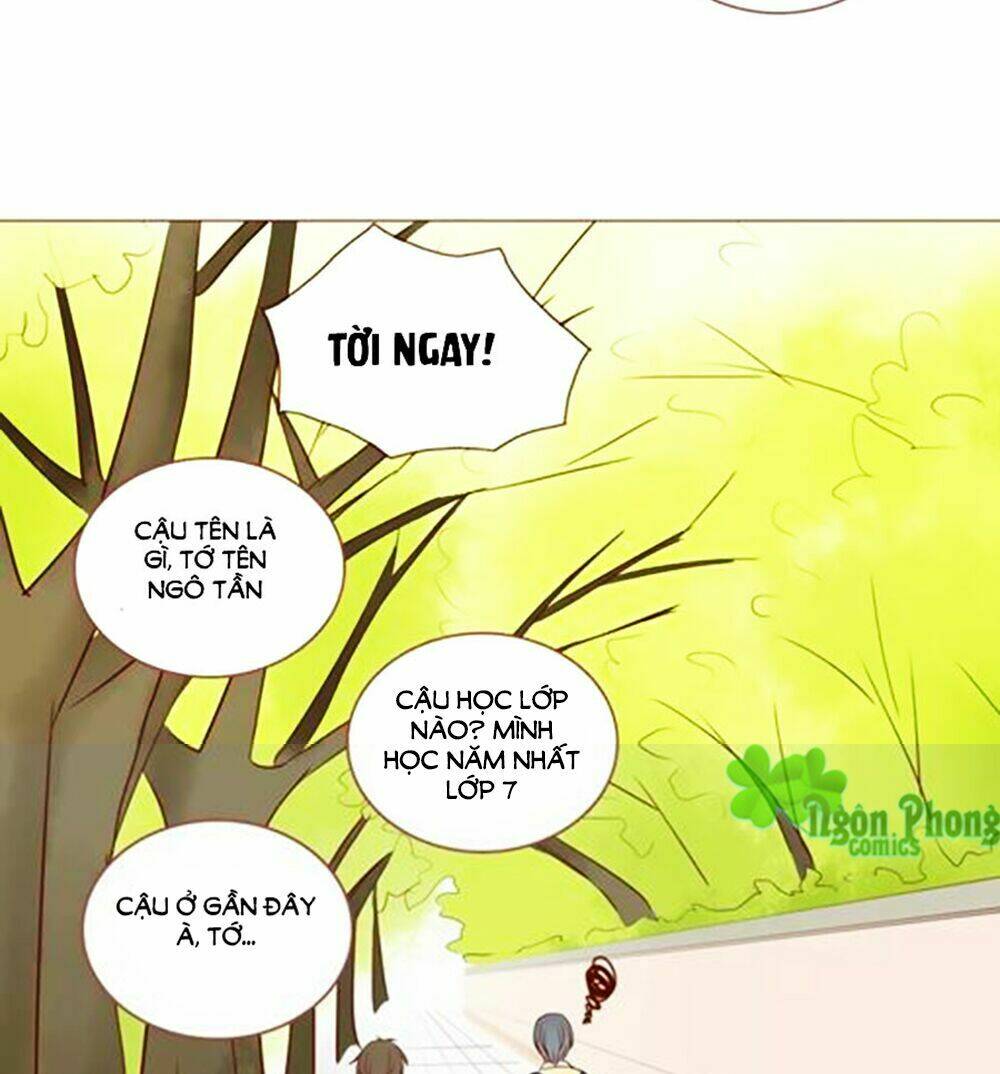 TỜI NGAY!
CẬU TÊN LÀ
GÌ, TỚ TÊN
NGÔ TẦN
CẬU HỌC LỚP
NÀO? MÌNH
HỌC NĂM NHẤT
LỚP 7
Ngôn Phong
comics
CẬU Ở GẦN ĐÂY
À, TỚ...